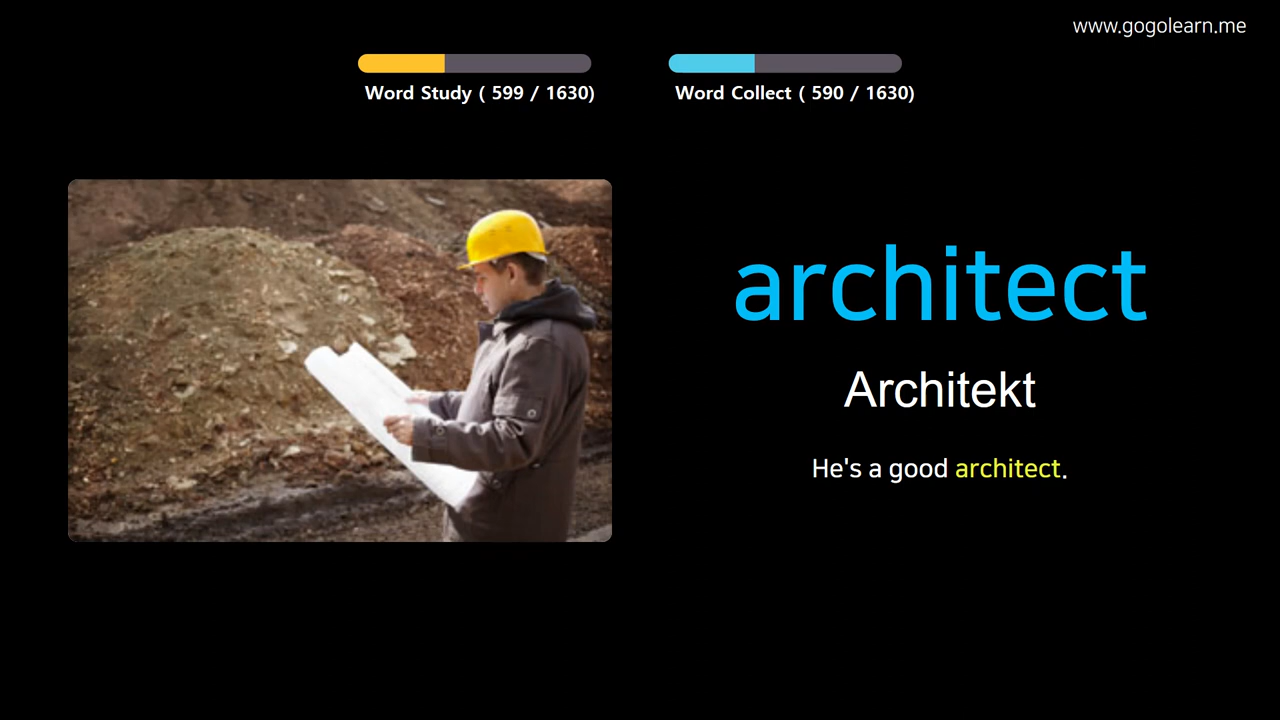 www.gogolearn.me
Word Study ( 599 / 1630)
Word Collect ( 590 / 1630)
architect
Architekt
He's a good architect.